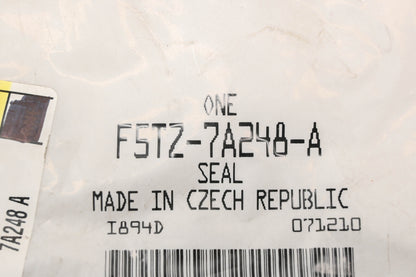 ONE
F5TZ-7A248-A
SEAL
MADE IN CZECH REPUBLIC
I894D 071210
7A248 A